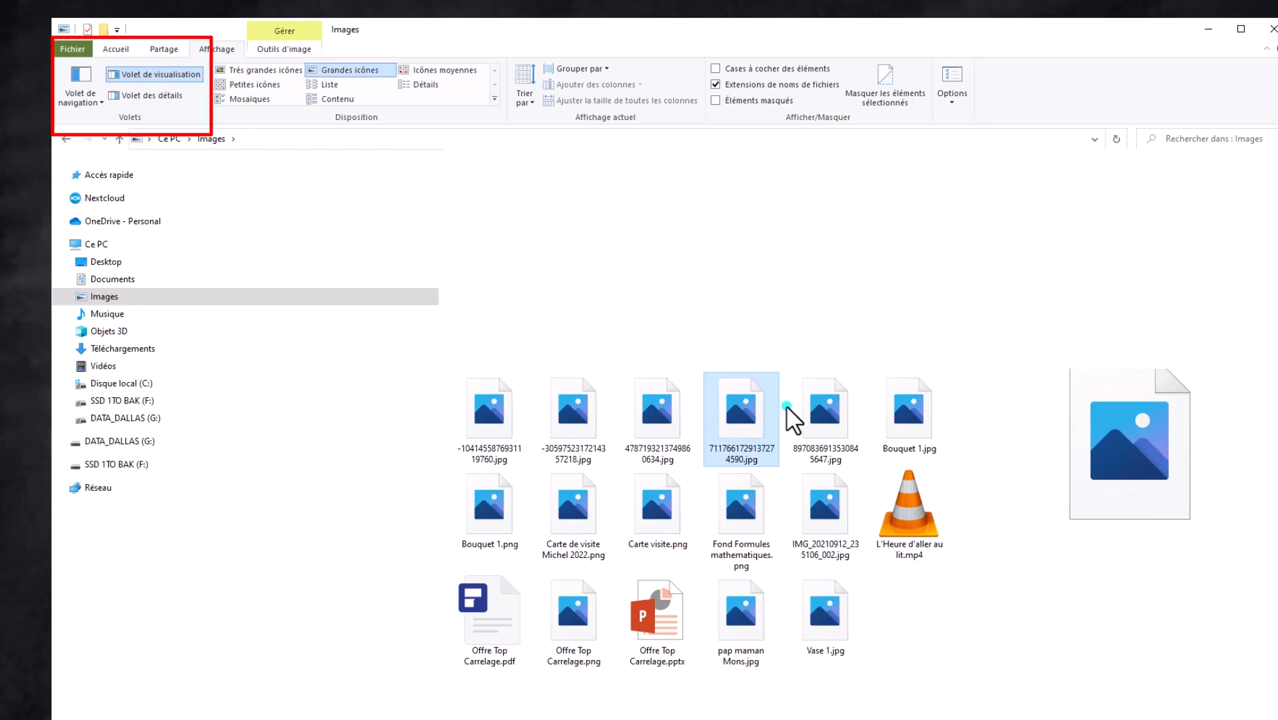 Gérer
Images
Fichier
Accueil
Partage
Affichage
Outils d'image
Volet de navigation
Volet de visualisation
Volet des détails
Volets
Très grandes icônes
Grandes icônes
Icônes moyennes
Petites icônes
Liste
Détails
Mosaïques
Contenu
Disposition
Trier par
Grouper par
Ajouter des colonnes
Ajuster la taille de toutes les colonnes
Affichage actuel
Cases à cocher des éléments
Extensions de noms de fichiers
Éléments masqués
Masquer les éléments sélectionnés
Afficher/Masquer
Options
Ce PC
Images
Rechercher dans : Images
Accès rapide
Nextcloud
OneDrive - Personal
Ce PC
Desktop
Documents
Images
Musique
Objets 3D
Téléchargements
Vidéos
Disque local (C:)
SSD 1TO BAK (F:)
DATA_DALLAS (G:)
DATA_DALLAS (G:)
SSD 1TO BAK (F:)
Réseau
-10414558769311
19760.jpg
-30597523172143
57218.jpg
478719321374986
0634.jpg
711766172913727
4590.jpg
897083691353084
5647.jpg
Bouquet 1.jpg
Bouquet 1.png
Carte de visite
Michel 2022.png
Carte visite.png
Fond Formules
mathematiques.
png
IMG_20210912_23
5106_002.jpg
L'Heure d'aller au
lit.mp4
Offre Top
Carrelage.pdf
Offre Top
Carrelage.png
P
Offre Top
Carrelage.pptx
pap maman
Mons.jpg
Vase 1.jpg